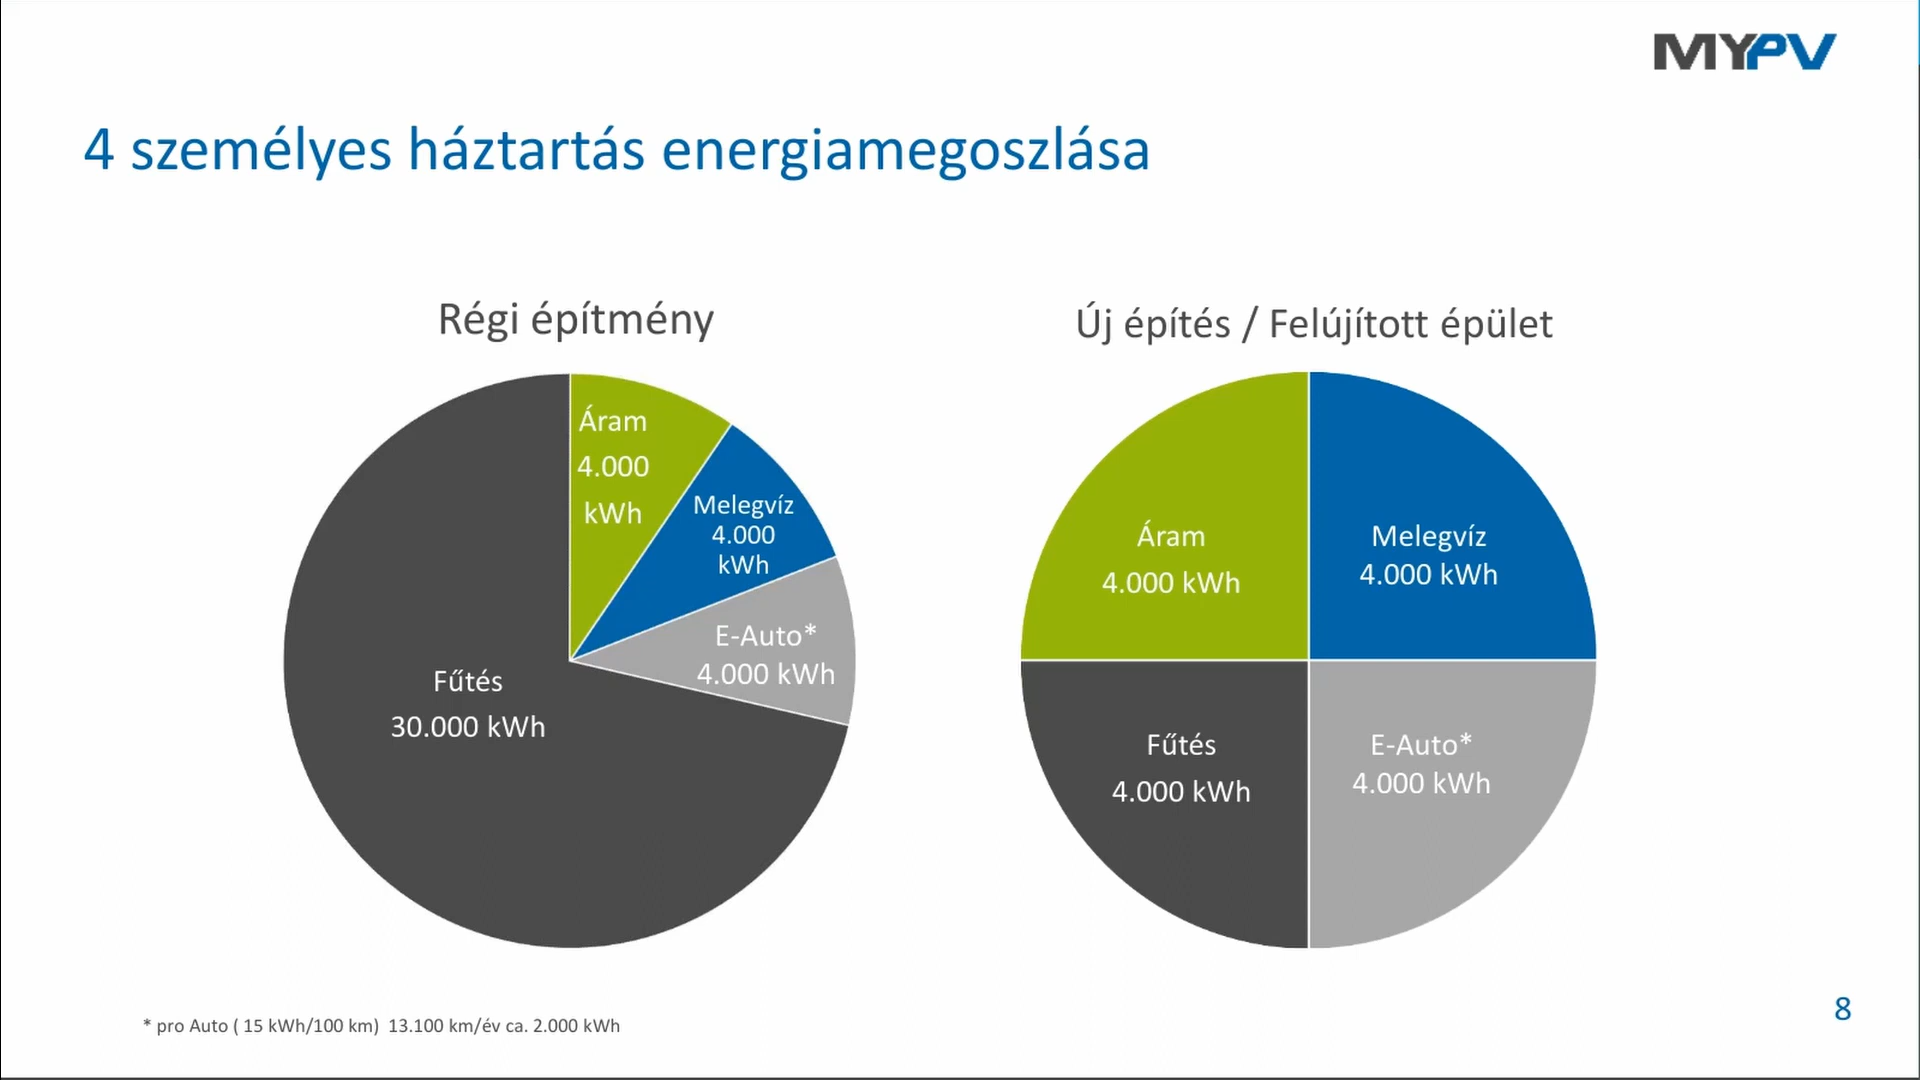 MYPV
4 személyes háztartás energiamegoszlása
Régi építmény
Áram
4.000
kWh
Melegvíz
4.000
kWh
E-Auto*
4.000 kWh
Fűtés
30.000 kWh
Új építés / Felújított épület
Áram
4.000 kWh
Melegvíz
4.000 kWh
Fűtés
4.000 kWh
E-Auto*
4.000 kWh
* pro Auto ( 15 kWh/100 km)  13.100 km/év ca. 2.000 kWh
8